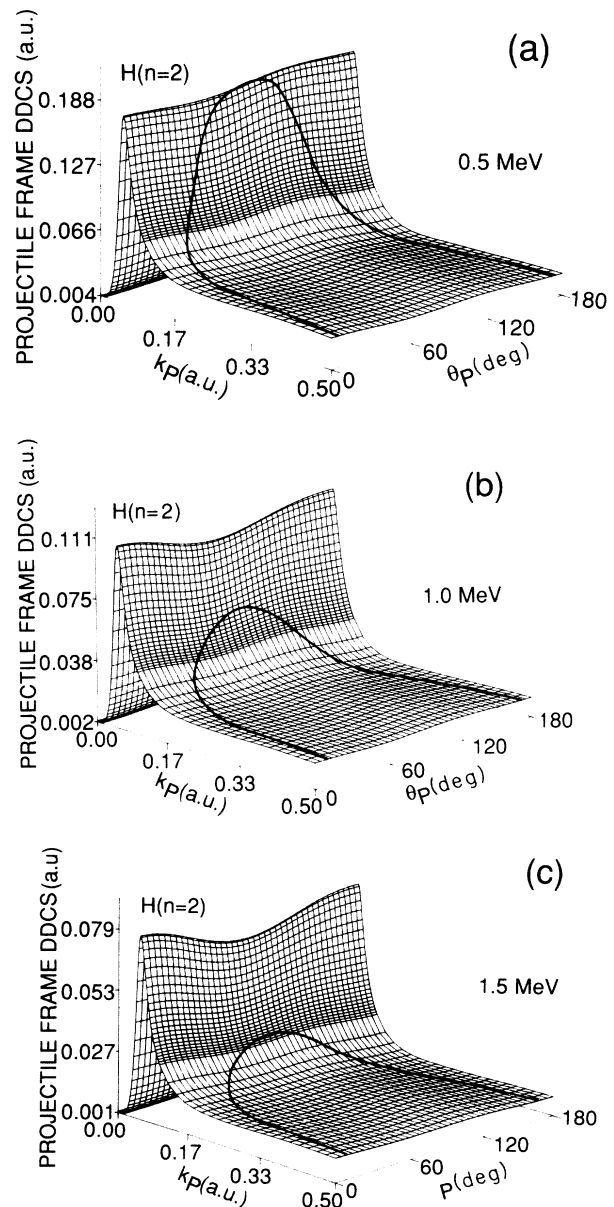 (a)
H(n=2)
0.5 MeV
PROJECTILE FRAME DDCS (a.u.)
0.188
0.127
0.066
0.004
0.00
0.17
0.33
0.50
kP(a.u.)
0
60
120
180
θP(deg)
(b)
H(n=2)
1.0 MeV
PROJECTILE FRAME DDCS (a.u.)
0.111
0.075
0.038
0.002
0.00
0.17
0.33
0.50
kP(a.u.)
0
60
120
180
θP(deg)
(c)
H(n=2)
1.5 MeV
PROJECTILE FRAME DDCS (a.u)
0.079
0.053
0.027
0.001
0.00
0.17
0.33
0.50
kP(a.u.)
0
60
120
180
P(deg)